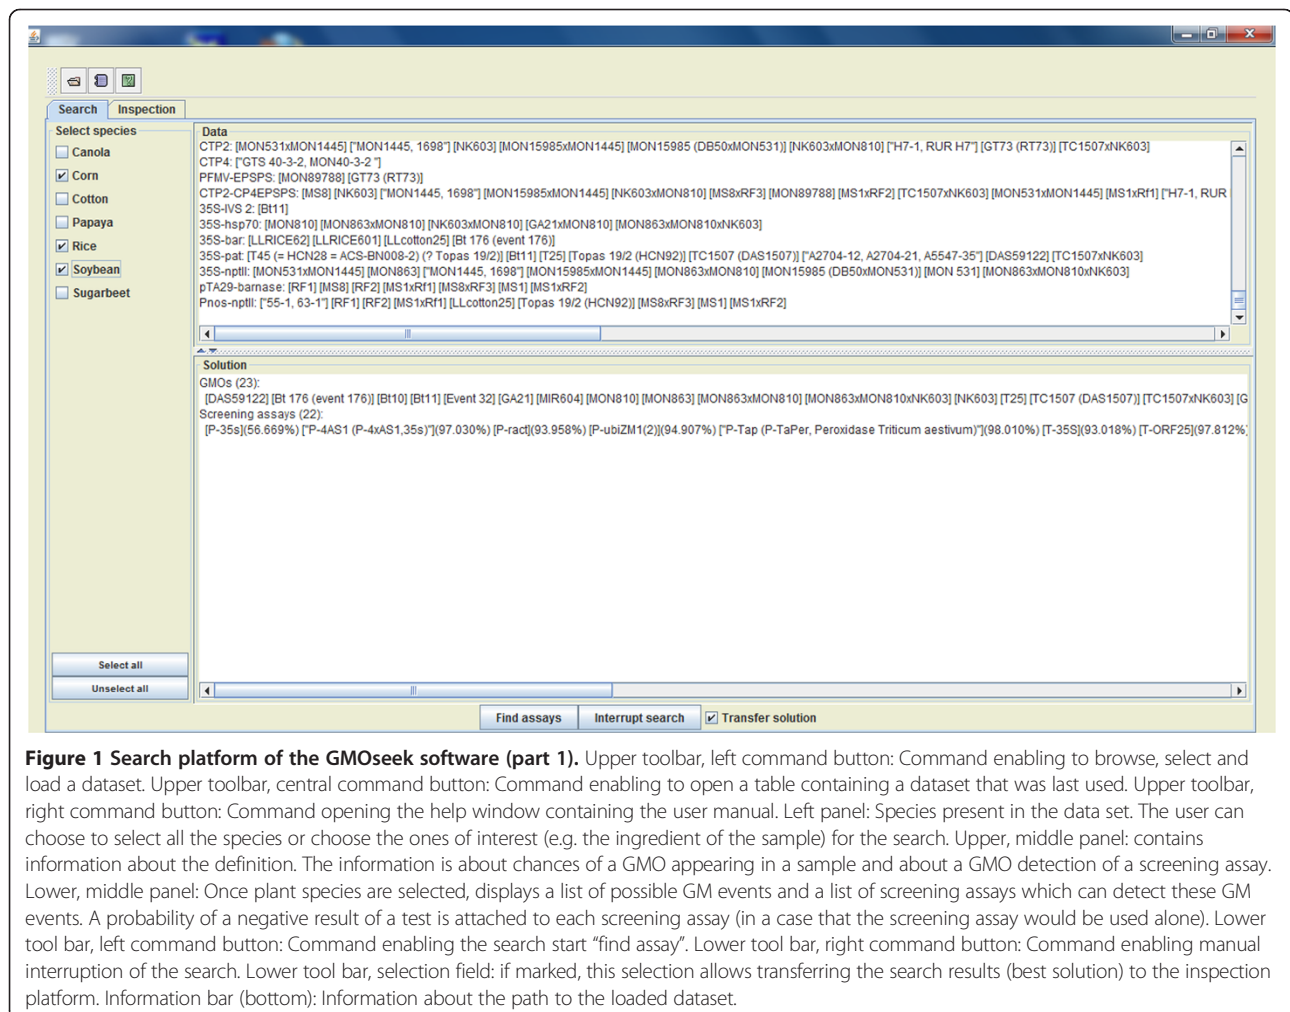 Search Inspection
Select species
Canola
Corn
Cotton
Papaya
Rice
Soybean
Sugarbeet
Select all
Unselect all
Data
CTP2: [MON531xMON1445] ["MON1445, 1698"] [NK603] [MON15985xMON1445] [MON15985 (DB50xMON531)] [NK603xMON810] ["H7-1, RUR H7"] [GT73 (RT73)] [TC1507xNK603]
CTP4: ["GTS 40-3-2, MON40-3-2 "]
PFMV-EPSPS: [MON89788] [GT73 (RT73)]
CTP2-CP4EPSPS: [MS8] [NK603] ["MON1445, 1698"] [MON15985xMON1445] [NK603xMON810] [MS8xRF3] [MON89788] [MS1xRF2] [TC1507xNK603] [MON531xMON1445] [MS1xRf1] ["H7-1, RUR
35S-IVS 2: [Bt11]
35S-hsp70: [MON810] [MON863xMON810] [NK603xMON810] [GA21xMON810] [MON863xMON810xNK603]
35S-bar: [LLRICE62] [LLRICE601] [LLcotton25] [Bt 176 (event 176)]
35S-pat: [T45 (= HCN28 = ACS-BN008-2) (? Topas 19/2)] [Bt11] [T25] [Topas 19/2 (HCN92)] [TC1507 (DAS1507)] ["A2704-12, A2704-21, A5547-35"] [DAS59122] [TC1507xNK603]
35S-nptII: [MON531xMON1445] [MON863] ["MON1445, 1698"] [MON15985xMON1445] [MON863xMON810] [MON15985 (DB50xMON531)] [MON 531] [MON863xMON810xNK603]
pTA29-barnase: [RF1] [MS8] [RF2] [MS1xRf1] [MS8xRF3] [MS1] [MS1xRF2]
Pnos-nptII: ["55-1, 63-1"] [RF1] [RF2] [MS1xRf1] [LLcotton25] [Topas 19/2 (HCN92)] [MS8xRF3] [MS1] [MS1xRF2]
Solution
GMOs (23):
[DAS59122] [Bt 176 (event 176)] [Bt10] [Bt11] [Event 32] [GA21] [MIR604] [MON810] [MON863] [MON863xMON810] [MON863xMON810xNK603] [NK603] [T25] [TC1507 (DAS1507)] [TC1507xNK603] [G
Screening assays (22):
[P-35s](56.669%) ["P-4AS1 (P-4xAS1,35s)"](97.030%) [P-ract](93.958%) [P-ubiZM1(2)](94.907%) ["P-Tap (P-TaPer, Peroxidase Triticum aestivum)"](98.010%) [T-35S](93.018%) [T-ORF25](97.812%)
Find assays Interrupt search Transfer solution
Figure 1 Search platform of the GMOseek software (part 1). Upper toolbar, left command button: Command enabling to browse, select and
load a dataset. Upper toolbar, central command button: Command enabling to open a table containing a dataset that was last used. Upper toolbar,
right command button: Command opening the help window containing the user manual. Left panel: Species present in the data set. The user can
choose to select all the species or choose the ones of interest (e.g. the ingredient of the sample) for the search. Upper, middle panel: contains
information about the definition. The information is about chances of a GMO appearing in a sample and about a GMO detection of a screening assay.
Lower, middle panel: Once plant species are selected, displays a list of possible GM events and a list of screening assays which can detect these GM
events. A probability of a negative result of a test is attached to each screening assay (in a case that the screening assay would be used alone). Lower
tool bar, left command button: Command enabling the search start “find assay”. Lower tool bar, right command button: Command enabling manual
interruption of the search. Lower tool bar, selection field: if marked, this selection allows transferring the search results (best solution) to the inspection
platform. Information bar (bottom): Information about the path to the loaded dataset.